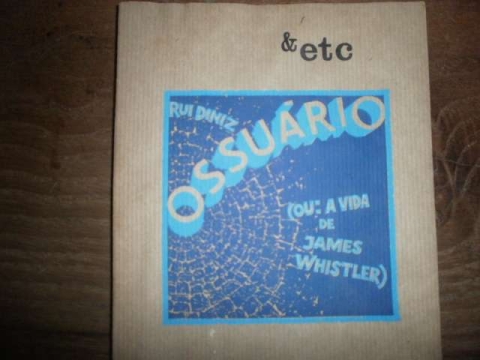 & etc
RUI DINIZ
OSSUÁRIO
(OU: A VIDA
DE
JAMES
WHISTLER)